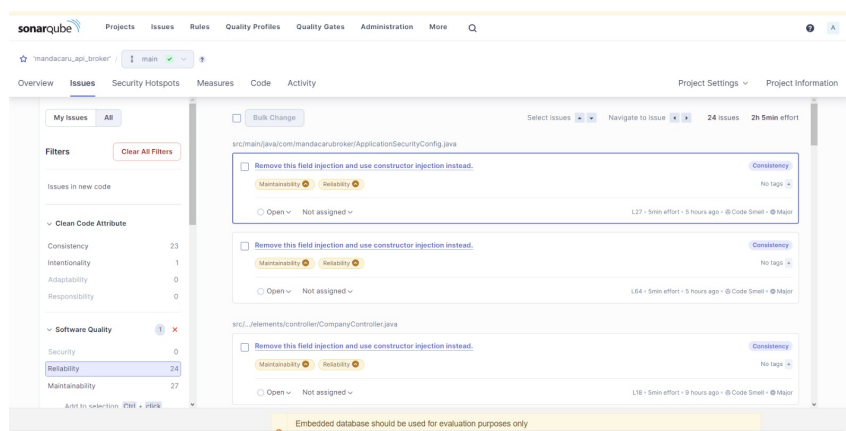 sonarqube Projects Issues Rules Quality Profiles Quality Gates Administration More A
'mandacaru_api_broker' / main
Overview Issues Security Hotspots Measures Code Activity Project Settings Project Information
My Issues All
Bulk Change Select issues Navigate to issue 24 issues 2h 5min effort
Filters Clear All Filters
Issues in new code
Clean Code Attribute
Consistency 23
Intentionality 1
Adaptability 0
Responsibility 0
Software Quality 1
Security 0
Reliability 24
Maintainability 27
Add to selection Ctrl + click
src/main/java/com/mandacarubroker/ApplicationSecurityConfig.java
Remove this field injection and use constructor injection instead. Consistency
Maintainability Reliability No tags +
Open Not assigned L27 • 5min effort • 5 hours ago • Code Smell • Major
Remove this field injection and use constructor injection instead. Consistency
Maintainability Reliability No tags +
Open Not assigned L64 • 5min effort • 5 hours ago • Code Smell • Major
src/.../elements/controller/CompanyController.java
Remove this field injection and use constructor injection instead. Consistency
Maintainability Reliability No tags +
Open Not assigned L18 • 5min effort • 9 hours ago • Code Smell • Major
Embedded database should be used for evaluation purposes only